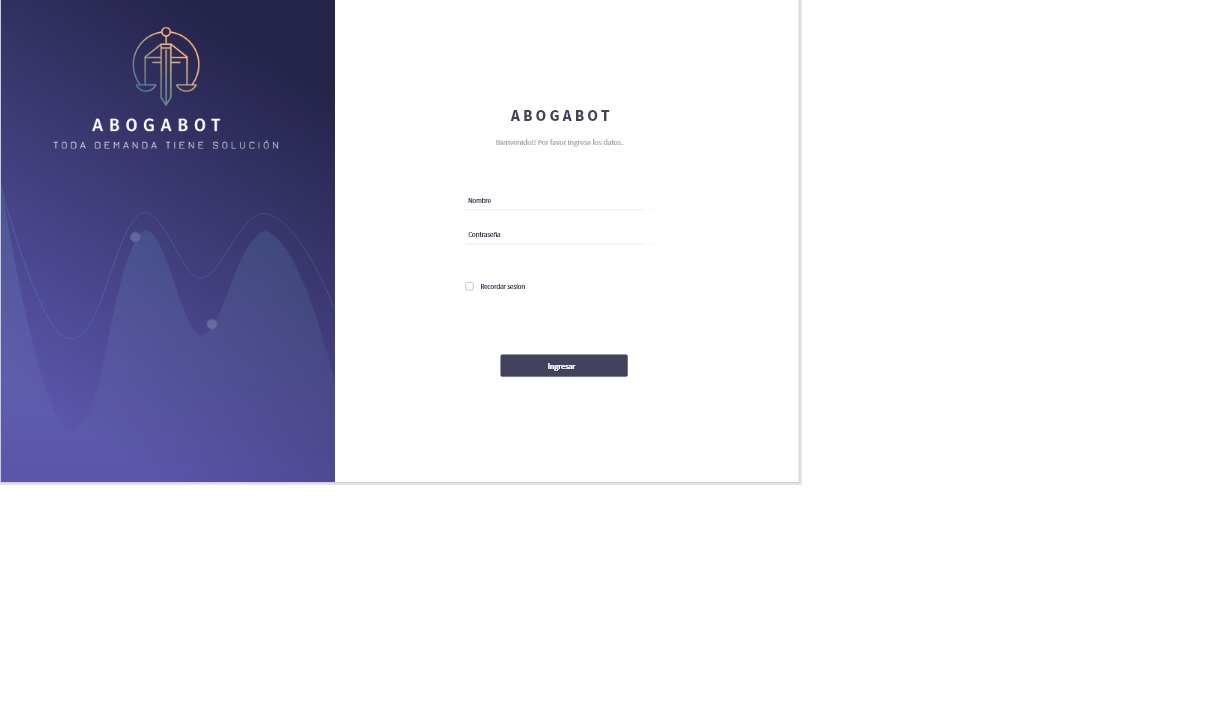 ABOGABOT
TODA DEMANDA TIENE SOLUCIÓN
ABOGABOT
Bienvenido!! Por favor ingrese los datos.
Nombre
Contraseña
Recordar sesion
Ingresar